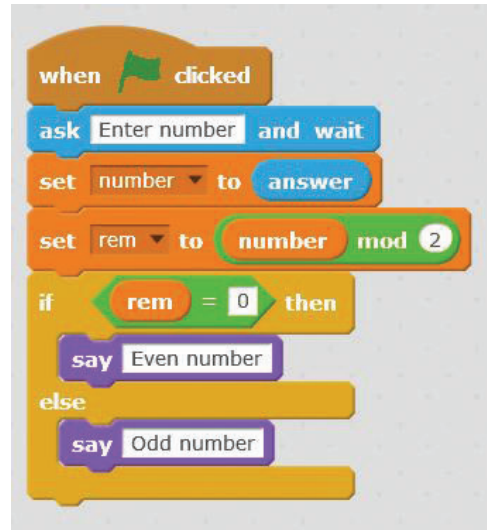 when clicked
ask Enter number and wait
set number to answer
set rem to number mod 2
if rem = 0 then
say Even number
else
say Odd number